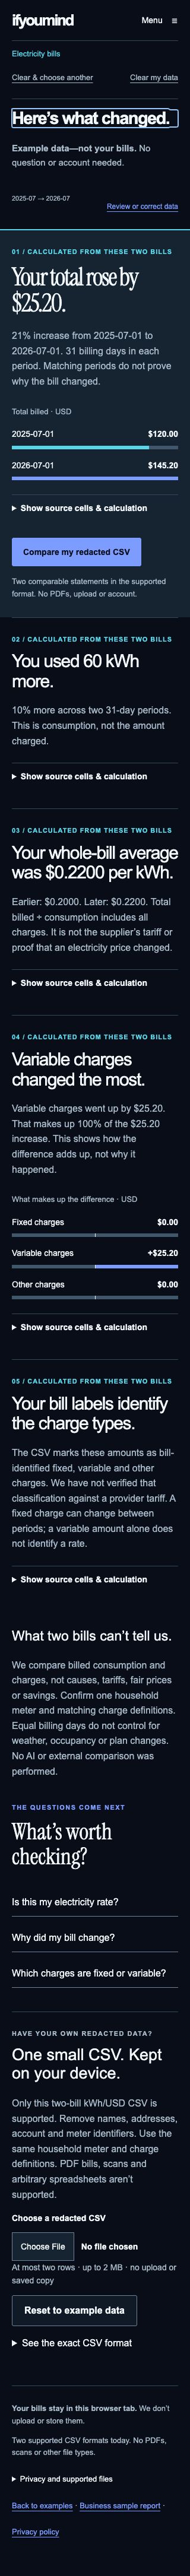 ifyoumind
Menu ≡
Electricity bills
Clear & choose another
Clear my data
Here's what changed.
Example data—not your bills. No
question or account needed.
2025-07 → 2026-07
Review or correct data
01 / CALCULATED FROM THESE TWO BILLS
Your total rose by
$25.20.
21% increase from 2025-07-01 to
2026-07-01. 31 billing days in each
period. Matching periods do not prove
why the bill changed.
Total billed · USD
2025-07-01 $120.00
2026-07-01 $145.20
▶ Show source cells & calculation
Compare my redacted CSV
Two comparable statements in the supported
format. No PDFs, upload or account.
02 / CALCULATED FROM THESE TWO BILLS
You used 60 kWh
more.
10% more across two 31-day periods.
This is consumption, not the amount
charged.
▶ Show source cells & calculation
03 / CALCULATED FROM THESE TWO BILLS
Your whole-bill average
was $0.2200 per kWh.
Earlier: $0.2000. Later: $0.2200. Total
billed ÷ consumption includes all
charges. It is not the supplier's tariff or
proof that an electricity price changed.
▶ Show source cells & calculation
04 / CALCULATED FROM THESE TWO BILLS
Variable charges
changed the most.
Variable charges went up by $25.20.
That makes up 100% of the $25.20
increase. This shows how the
difference adds up, not why it
happened.
What makes up the difference · USD
Fixed charges $0.00
Variable charges +$25.20
Other charges $0.00
▶ Show source cells & calculation
05 / CALCULATED FROM THESE TWO BILLS
Your bill labels identify
the charge types.
The CSV marks these amounts as bill-
identified fixed, variable and other
charges. We have not verified that
classification against a provider tariff. A
fixed charge can change between
periods; a variable amount alone does
not identify a rate.
▶ Show source cells & calculation
What two bills can't tell us.
We compare billed consumption and
charges, not causes, tariffs, fair prices
or savings. Confirm one household
meter and matching charge definitions.
Equal billing days do not control for
weather, occupancy or plan changes.
No AI or external comparison was
performed.
THE QUESTIONS COME NEXT
What's worth
checking?
Is this my electricity rate?
Why did my bill change?
Which charges are fixed or variable?
HAVE YOUR OWN REDACTED DATA?
One small CSV. Kept
on your device.
Only this two-bill kWh/USD CSV is
supported. Remove names, addresses,
account and meter identifiers. Use the
same household meter and charge
definitions. PDF bills, scans and
arbitrary spreadsheets aren't
supported.
Choose a redacted CSV
Choose File No file chosen
At most two rows · up to 2 MB · no upload or
saved copy
Reset to example data
▶ See the exact CSV format
Your bills stay in this browser tab. We don't
upload or store them.
Two supported CSV formats today. No PDFs,
scans or other file types.
▶ Privacy and supported files
Back to examples · Business sample report ·
Privacy policy